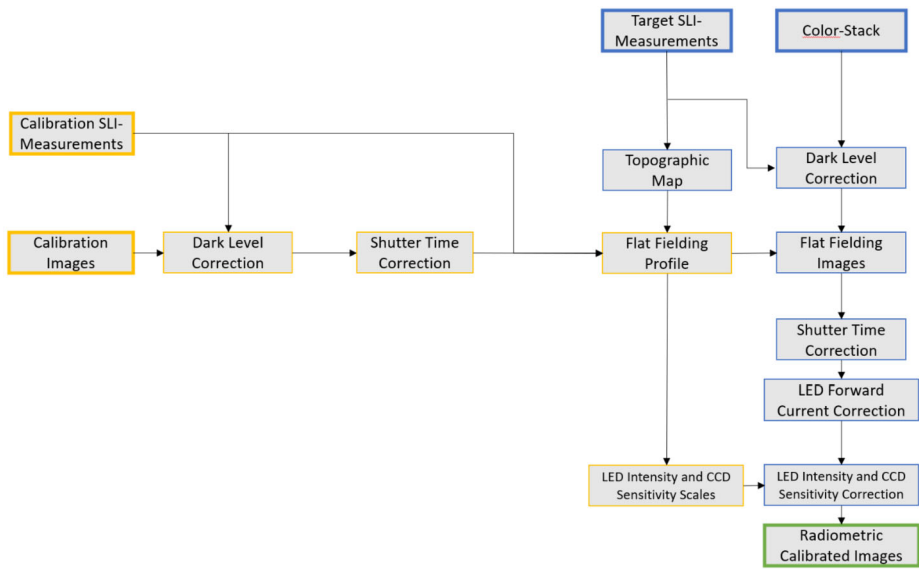 Target SLI-
Measurements
Color-Stack
Calibration SLI-
Measurements
Topographic
Map
Dark Level
Correction
Calibration
Images
Dark Level
Correction
Shutter Time
Correction
Flat Fielding
Profile
Flat Fielding
Images
Shutter Time
Correction
LED Forward
Current Correction
LED Intensity and CCD
Sensitivity Scales
LED Intensity and CCD
Sensitivity Correction
Radiometric
Calibrated Images